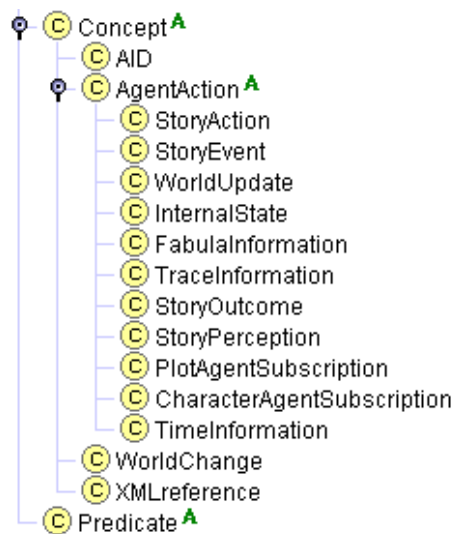 C Concept A
C AID
C AgentAction A
C StoryAction
C StoryEvent
C WorldUpdate
C InternalState
C FabulaInformation
C TraceInformation
C StoryOutcome
C StoryPerception
C PlotAgentSubscription
C CharacterAgentSubscription
C TimeInformation
C WorldChange
C XMLreference
C Predicate A